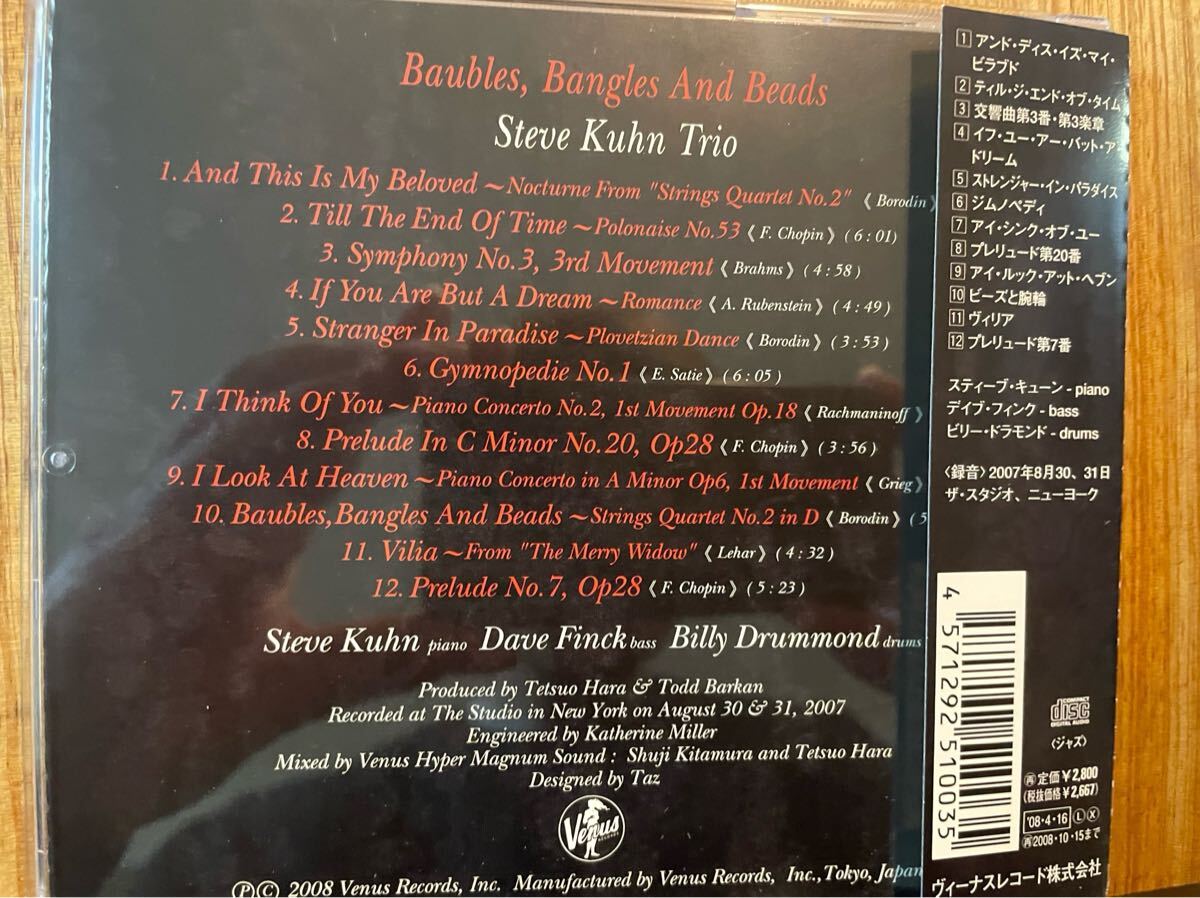 Baubles, Bangles And Beads
Steve Kuhn Trio
1. And This Is My Beloved ~Nocturne From "Strings Quartet No.2" 《 Borodin 》
2. Till The End Of Time ~Polonaise No.53 《 F. Chopin 》 ( 6 : 01 )
3. Symphony No.3, 3rd Movement 《 Brahms 》 ( 4 : 58 )
4. If You Are But A Dream ~Romance 《 A. Rubenstein 》 ( 4 : 49 )
5. Stranger In Paradise ~Plovetzian Dance 《 Borodin 》 ( 3 : 53 )
6. Gymnopedie No.1 《 E. Satie 》 ( 6 : 05 )
7. I Think Of You ~Piano Concerto No.2, 1st Movement Op.18 《 Rachmaninoff 》
8. Prelude In C Minor No.20, Op28 《 F. Chopin 》 ( 3 : 56 )
9. I Look At Heaven ~Piano Concerto in A Minor Op6, 1st Movement 《 Grieg 》
10. Baubles, Bangles And Beads ~Strings Quartet No.2 in D 《 Borodin 》 ( 5
11. Vilia ~From "The Merry Widow" 《 Lehar 》 ( 4 : 32 )
12. Prelude No.7, Op28 《 F. Chopin 》 ( 5 : 23 )
Steve Kuhn piano Dave Finck bass Billy Drummond drums
Produced by Tetsuo Hara & Todd Barkan
Recorded at The Studio in New York on August 30 & 31, 2007
Engineered by Katherine Miller
Mixed by Venus Hyper Magnum Sound : Shuji Kitamura and Tetsuo Hara
Designed by Taz
Venus
Ⓟ© 2008 Venus Records, Inc. Manufactured by Venus Records, Inc., Tokyo, Japan
1 アンド・ディス・イズ・マイ・
ビラブド
2 ティル・ジ・エンド・オブ・タイム
3 交響曲第3番・第3楽章
4 イフ・ユー・アー・バット・ア・
ドリーム
5 ストレンジャー・イン・パラダイス
6 ジムノペディ
7 アイ・シンク・オブ・ユー
8 プレリュード第20番
9 アイ・ルック・アット・ヘブン
10 ビーズと腕輪
11 ヴィリア
12 プレリュード第7番
スティーブ・キューン - piano
デイブ・フィンク - bass
ビリー・ドラモンド - drums
〈録音〉2007年8月30、31日
ザ・スタジオ、ニューヨーク
4 571292 510035
COMPACT
disc
DIGITAL AUDIO
〈ジャズ〉
再 定価¥2,800
(税抜価格¥2,667)
'08・4・16 Ⓛ Ⓧ
再 2008・10・15まで
ヴィーナスレコード株式会社